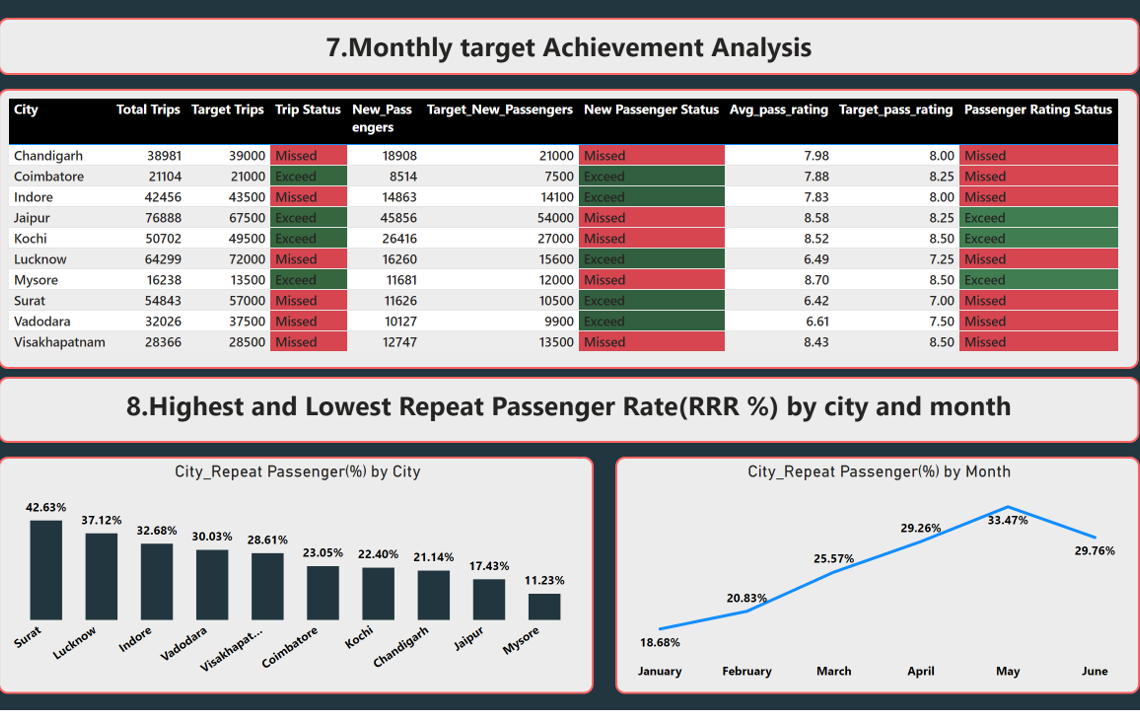 7.Monthly target Achievement Analysis
City Total Trips Target Trips Trip Status New_Pass Target_New_Passengers New Passenger Status Avg_pass_rating Target_pass_rating Passenger Rating Status
engers
Chandigarh 38981 39000 Missed 18908 21000 Missed 7.98 8.00 Missed
Coimbatore 21104 21000 Exceed 8514 7500 Exceed 7.88 8.25 Missed
Indore 42456 43500 Missed 14863 14100 Exceed 7.83 8.00 Missed
Jaipur 76888 67500 Exceed 45856 54000 Missed 8.58 8.25 Exceed
Kochi 50702 49500 Exceed 26416 27000 Missed 8.52 8.50 Exceed
Lucknow 64299 72000 Missed 16260 15600 Exceed 6.49 7.25 Missed
Mysore 16238 13500 Exceed 11681 12000 Missed 8.70 8.50 Exceed
Surat 54843 57000 Missed 11626 10500 Exceed 6.42 7.00 Missed
Vadodara 32026 37500 Missed 10127 9900 Exceed 6.61 7.50 Missed
Visakhapatnam 28366 28500 Missed 12747 13500 Missed 8.43 8.50 Missed
8.Highest and Lowest Repeat Passenger Rate(RRR %) by city and month
City_Repeat Passenger(%) by City
42.63% 37.12% 32.68% 30.03% 28.61% 23.05% 22.40% 21.14% 17.43% 11.23%
Surat Lucknow Indore Vadodara Visakhapat... Coimbatore Kochi Chandigarh Jaipur Mysore
City_Repeat Passenger(%) by Month
18.68% 20.83% 25.57% 29.26% 33.47% 29.76%
January February March April May June